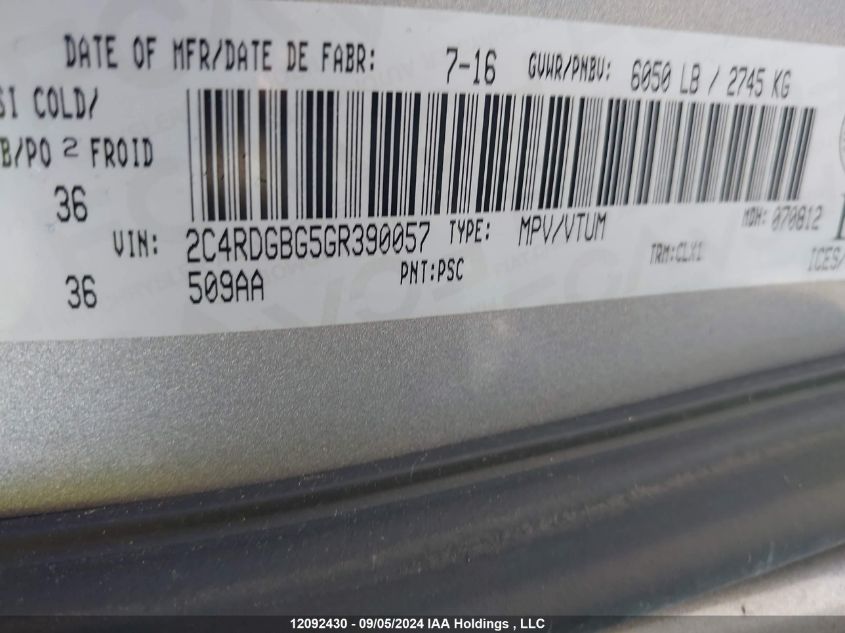 DATE OF MFR/DATE DE FABR: 7-16 GVWR/PNBV: 6050 LB / 2745 KG
SI COLD/
B/PO 2 FROID
36
VIN: 2C4RDGBG5GR390057 TYPE: MPV/VTUM MDH: 070812
36 509AA PNT:PSC TRM:CLX1 ICES/
12092430 - 09/05/2024 IAA Holdings , LLC